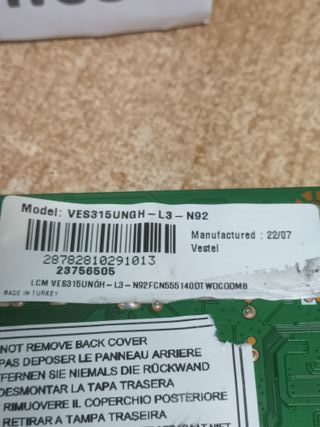 Model: VES315UNGH-L3-N92
Manufactured : 22/07
Vestel
28782810291013
23756505
LCM VES315UNGH-L3-N92FCN555140DTWDCODMB
MADE IN TURKEY
NOT REMOVE BACK COVER
PAS DEPOSER LE PANNEAU ARRIERE
FERNEN SIE NIEMALS DIE RÜCKWAND
DESMONTAR LA TAPA TRASERA
RIMUOVERE IL COPERCHIO POSTERIORE
RETIRAR A TAMPA TRASEIRA